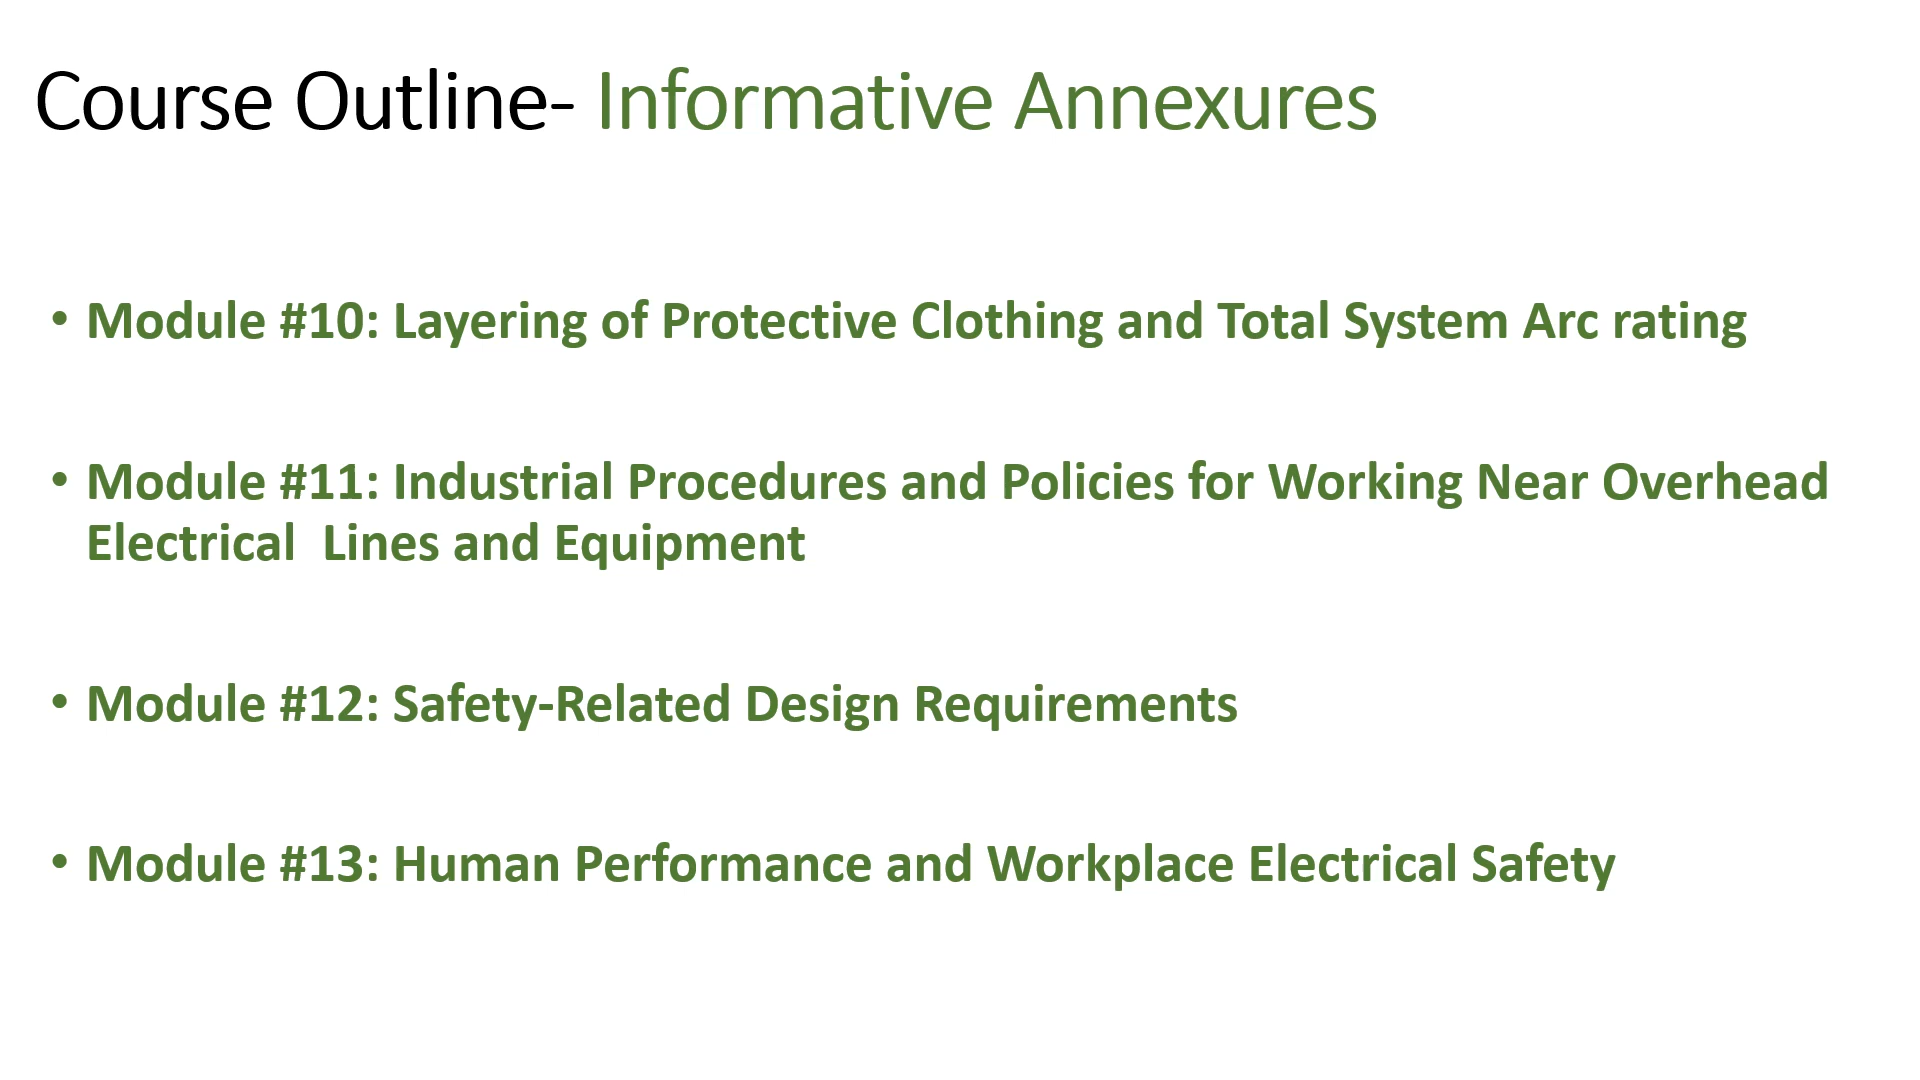 Course Outline- Informative Annexures
• Module #10: Layering of Protective Clothing and Total System Arc rating
• Module #11: Industrial Procedures and Policies for Working Near Overhead
Electrical  Lines and Equipment
• Module #12: Safety-Related Design Requirements
• Module #13: Human Performance and Workplace Electrical Safety